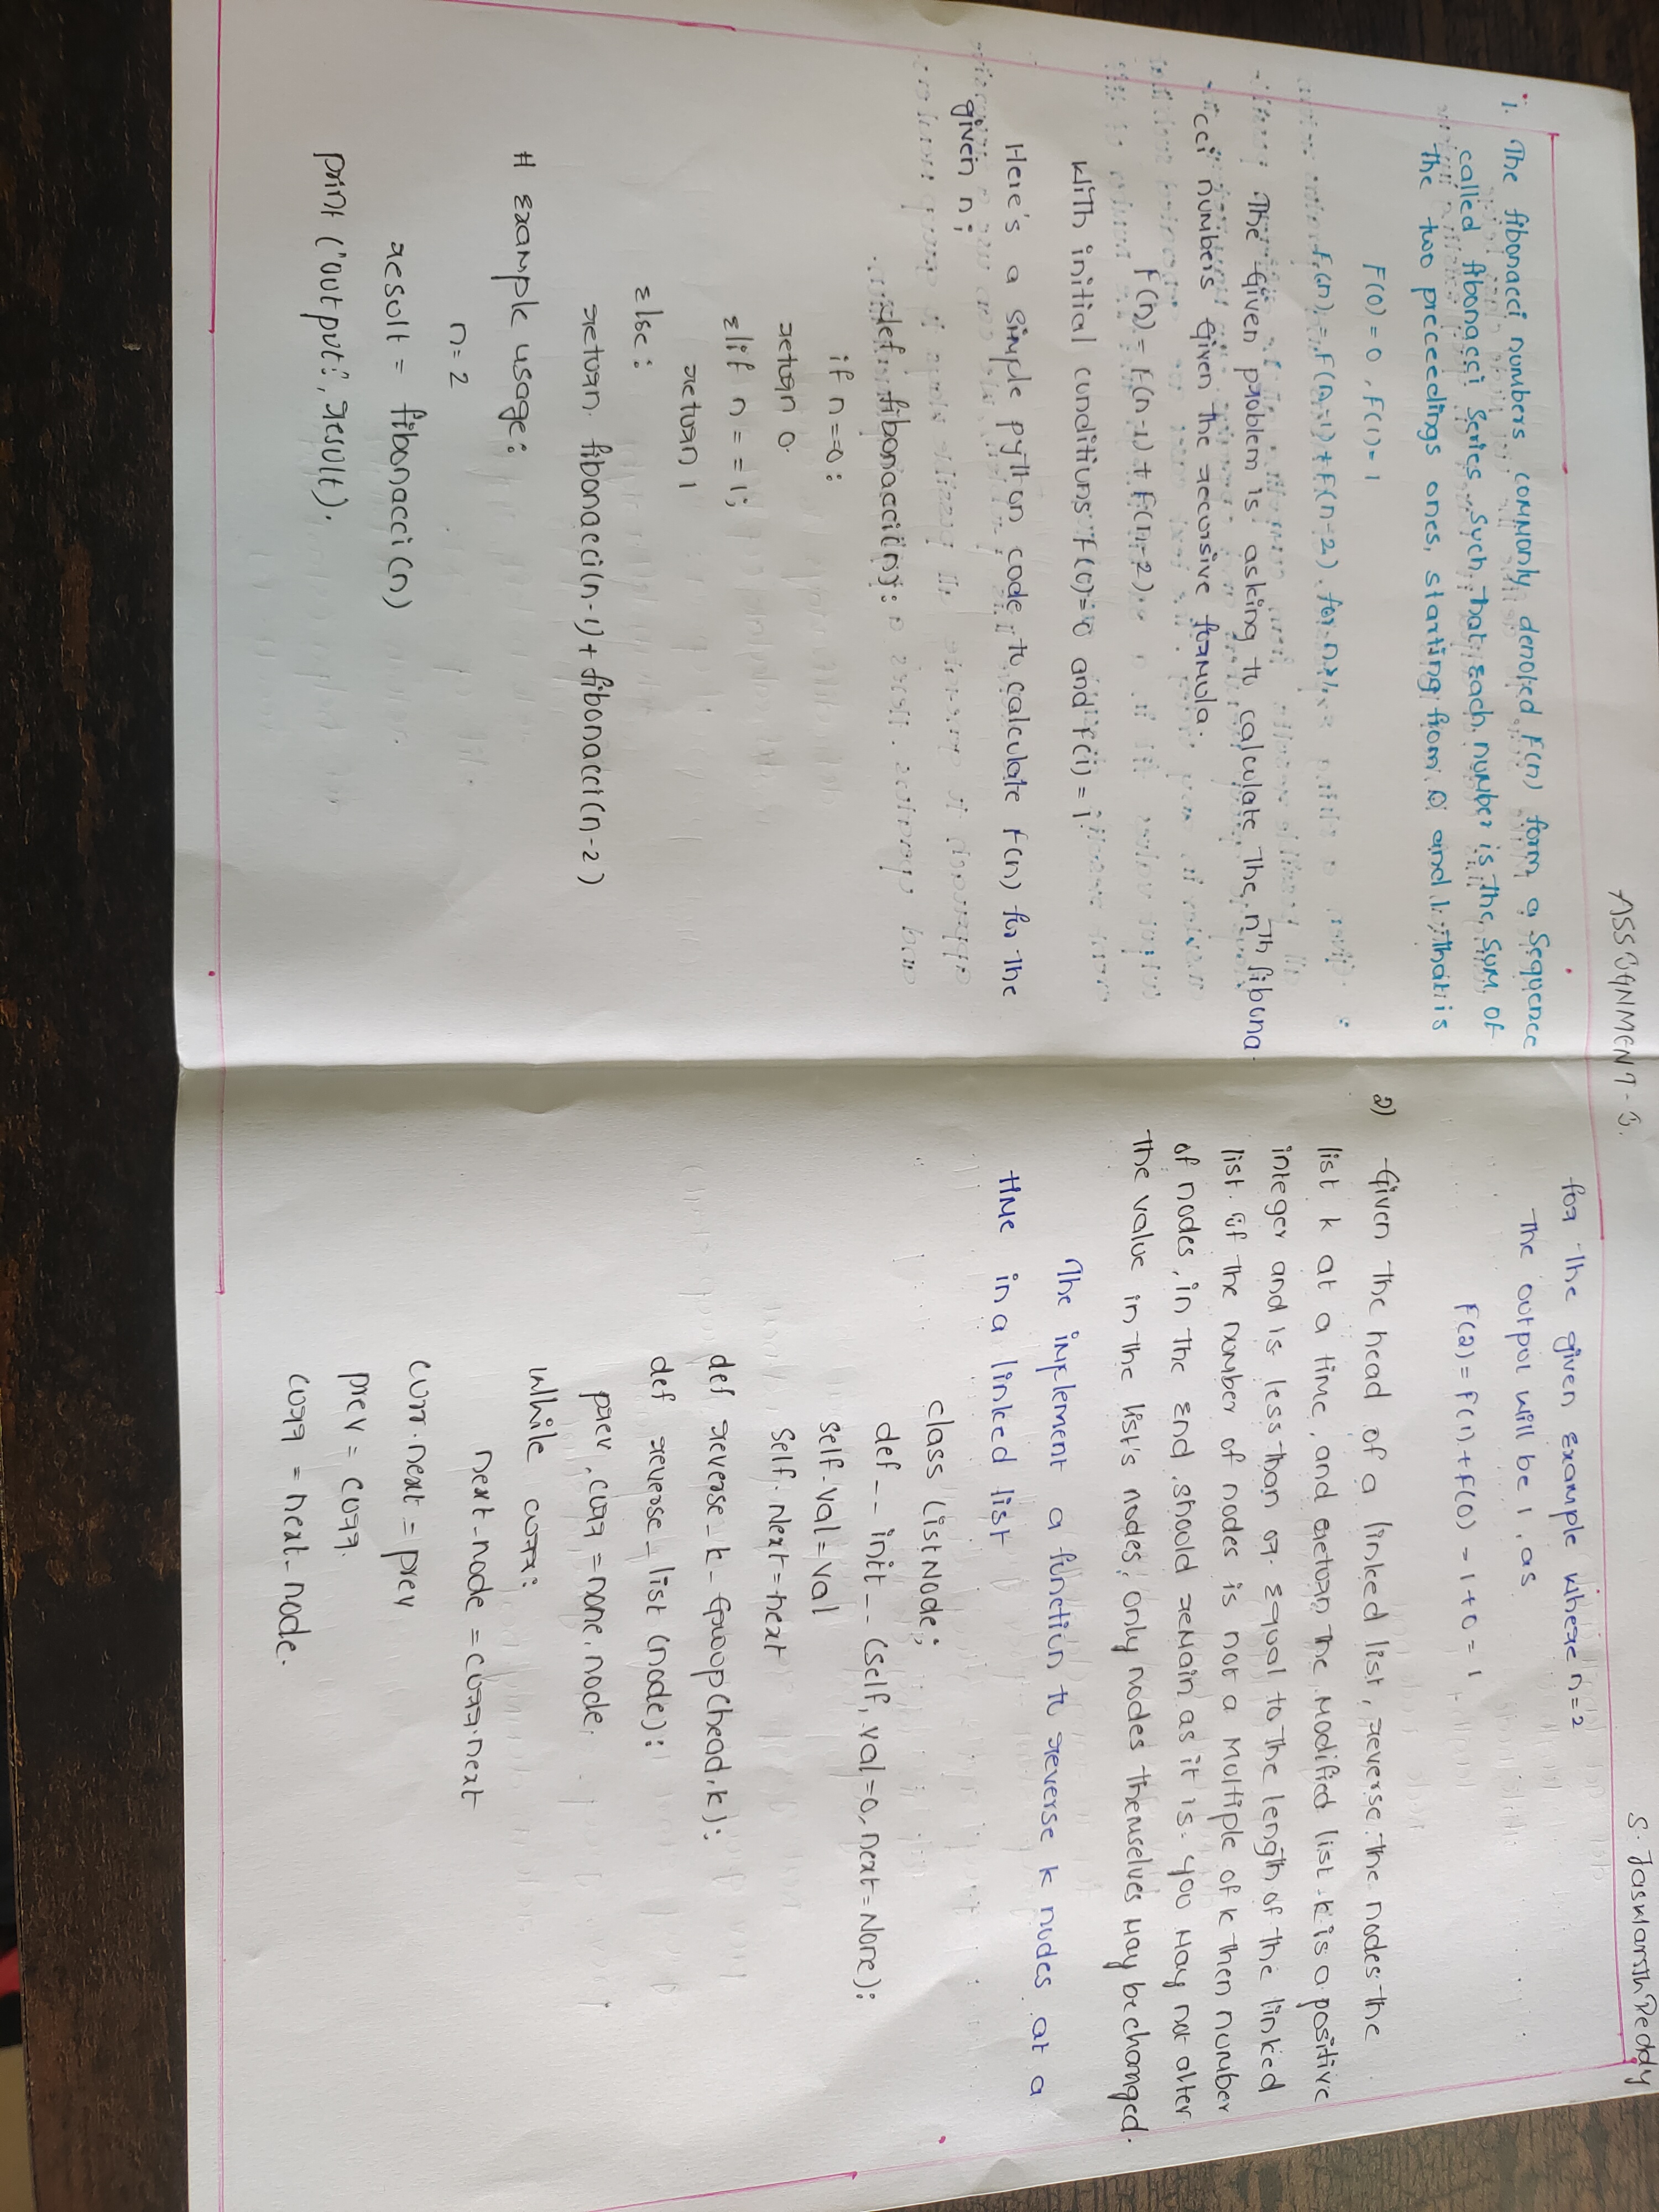 ASSIGNMENT-3.
S. Jaswanth Reddy
1. The fibonacci numbers commonly denoted F(n) form a Sequence
called fibonacci series, such that Each number is the sum of
the two preceedings ones, starting from 0 and 1, that is
F(0) = 0, F(1) = 1
F(n) = F(n-1) + F(n-2), for n>1
The Given problem is asking to calculate the nth fibona
cci numbers Given the recursive formula.
F(n) = F(n-1) + F(n-2)
with initial conditions F(0)=0 and F(1) = 1
Here's a simple python code to calculate F(n) for the
given n;
def fibonacci(n):
if n==0:
return 0
elif n == 1;
return 1
Else:
return fibonacci(n-1) + fibonacci(n-2)
# Example usage:
n = 2
result = fibonacci(n)
print ('output:', result).
for the given Example where n=2
The output will be 1, as
F(2) = F(1) + F(0) = 1+0 = 1
2) Given the head of a linked list, reverse the nodes the
list k at a time, and return the modified list. k is a positive
integer and is less than or Equal to the length of the linked
list. if the number of nodes is not a multiple of k then number
of nodes, in the End should remain as it is. you may not alter
the value in the list's nodes; only nodes themselves may be changed.
The implement a function to reverse k nodes at a
time in a linked list
class ListNode;
def -- init -- (self, val=0, next=None):
self.val = val
self.next = next
def reverse_k_Group(head, k):
def reverse_list (node):
prev, curr = none, node.
while curr:
next_node = curr.next
curr.next = prev
prev = curr.
curr = next_node.